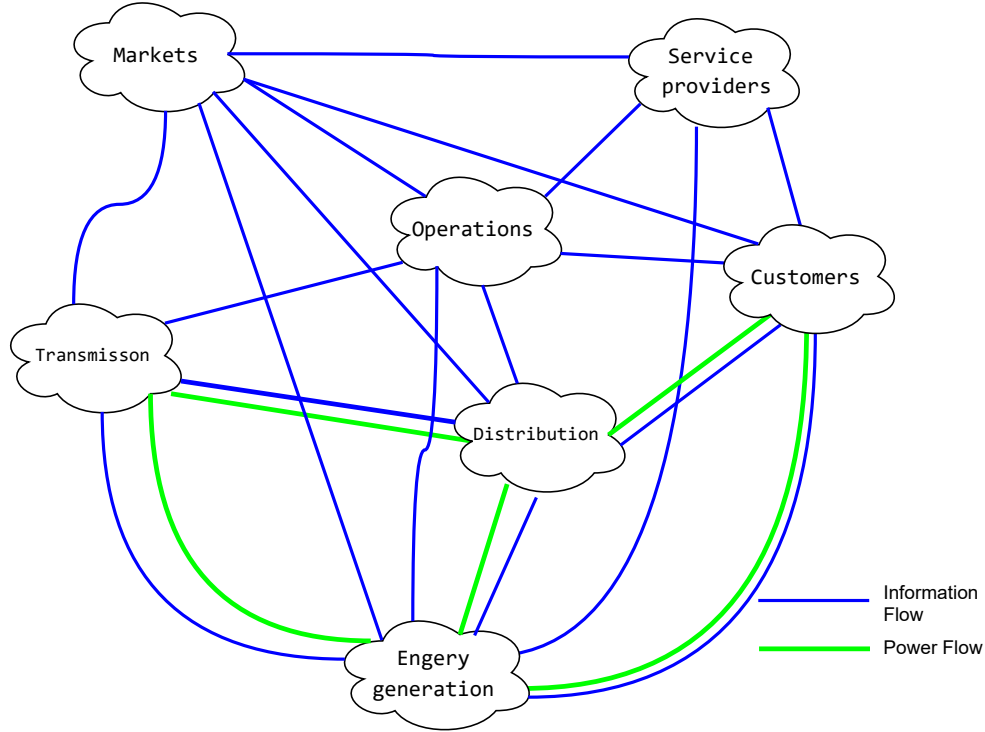 Markets
Service
providers
Operations
Customers
Transmisson
Distribution
Engery
generation
Information
Flow
Power Flow